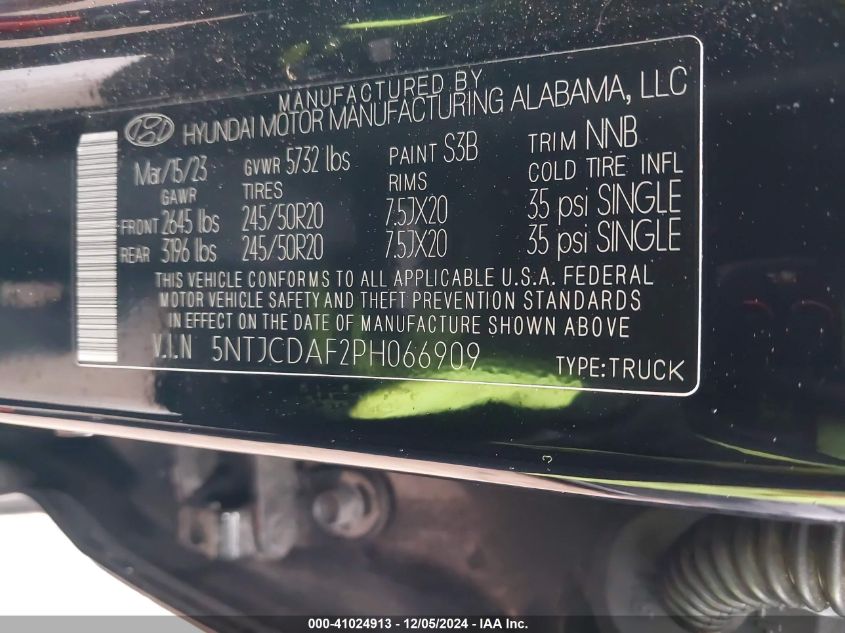 MANUFACTURED BY
HYUNDAI MOTOR MANUFACTURING ALABAMA, LLC
Mar/15/23 GVWR 5732 lbs PAINT S3B TRIM NNB
GAWR TIRES RIMS COLD TIRE INFL
FRONT 2645 lbs 245/50R20 7.5JX20 35 psi SINGLE
REAR 3196 lbs 245/50R20 7.5JX20 35 psi SINGLE
THIS VEHICLE CONFORMS TO ALL APPLICABLE U.S.A. FEDERAL
MOTOR VEHICLE SAFETY AND THEFT PREVENTION STANDARDS
IN EFFECT ON THE DATE OF MANUFACTURE SHOWN ABOVE.
V.I.N 5NTJCDAF2PH066909 TYPE:TRUCK
000-41024913 - 12/05/2024 - IAA Inc.